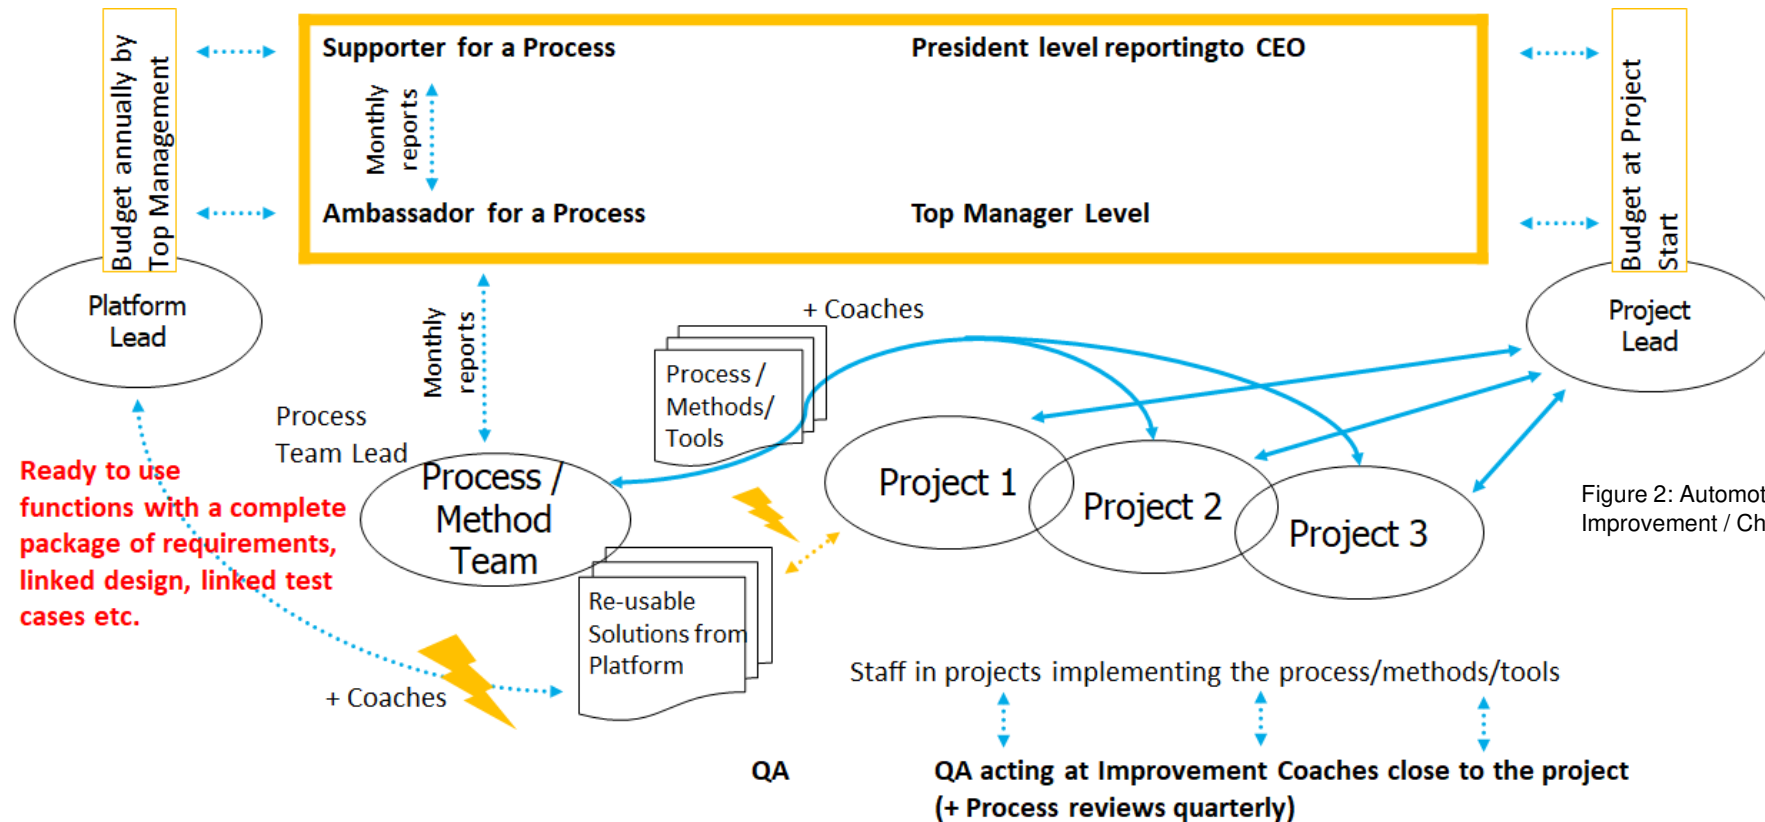 Budget annually by
Top Management
Supporter for a Process
President level reportingto CEO
Monthly
reports
Ambassador for a Process
Top Manager Level
Budget at Project
Start
Platform
Lead
Project
Lead
Monthly
reports
+ Coaches
Process /
Methods/
Tools
Process
Team Lead
Process /
Method
Team
Ready to use
functions with a complete
package of requirements,
linked design, linked test
cases etc.
Project 1
Project 2
Project 3
Figure 2: Automot
Improvement / Ch
Re-usable
Solutions from
Platform
+ Coaches
Staff in projects implementing the process/methods/tools
QA
QA acting at Improvement Coaches close to the project
(+ Process reviews quarterly)